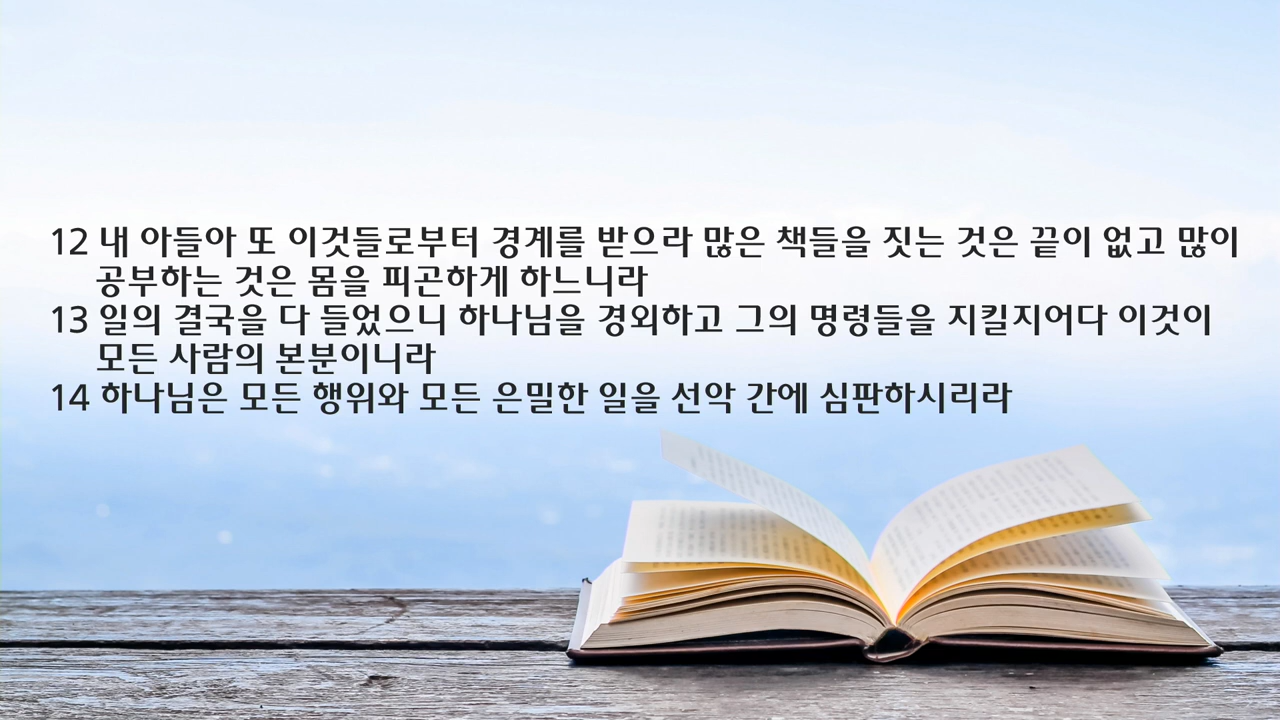 12 내 아들아 또 이것들로부터 경계를 받으라 많은 책들을 짓는 것은 끝이 없고 많이
공부하는 것은 몸을 피곤하게 하느니라
13 일의 결국을 다 들었으니 하나님을 경외하고 그의 명령들을 지킬지어다 이것이
모든 사람의 본분이니라
14 하나님은 모든 행위와 모든 은밀한 일을 선악 간에 심판하시리라